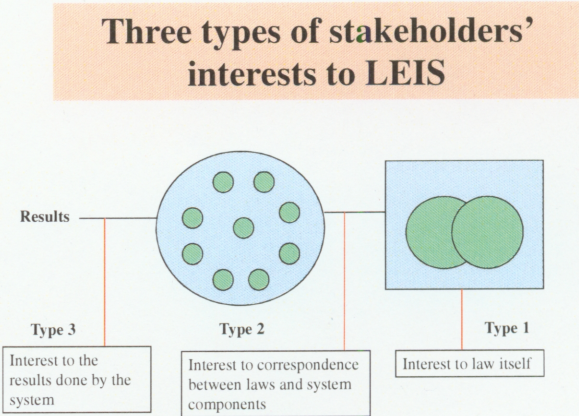 Three types of stakeholders'
interests to LEIS
Results
Type 3
Type 2
Type 1
Interest to the
results done by the
system
Interest to correspondence
between laws and system
components
Interest to law itself